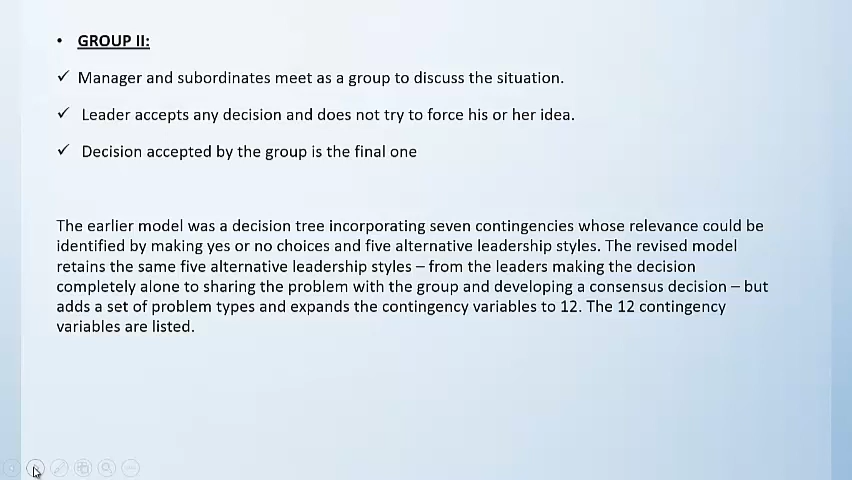 • GROUP II:
✓ Manager and subordinates meet as a group to discuss the situation.
✓ Leader accepts any decision and does not try to force his or her idea.
✓ Decision accepted by the group is the final one
The earlier model was a decision tree incorporating seven contingencies whose relevance could be
identified by making yes or no choices and five alternative leadership styles. The revised model
retains the same five alternative leadership styles – from the leaders making the decision
completely alone to sharing the problem with the group and developing a consensus decision – but
adds a set of problem types and expands the contingency variables to 12. The 12 contingency
variables are listed.